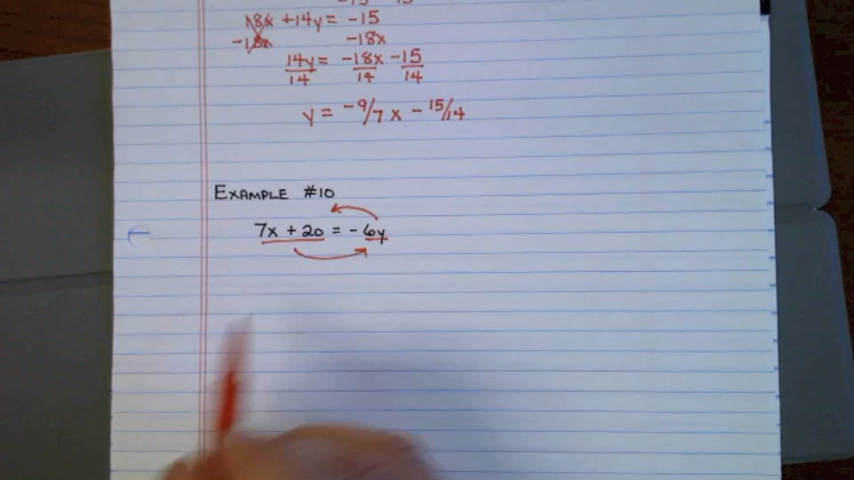 18x + 14y = -15
-18x -18x
14y = -18x - 15
14 14 14
y = -9/7 x - 15/14
EXAMPLE #10
7x + 20 = - 6y